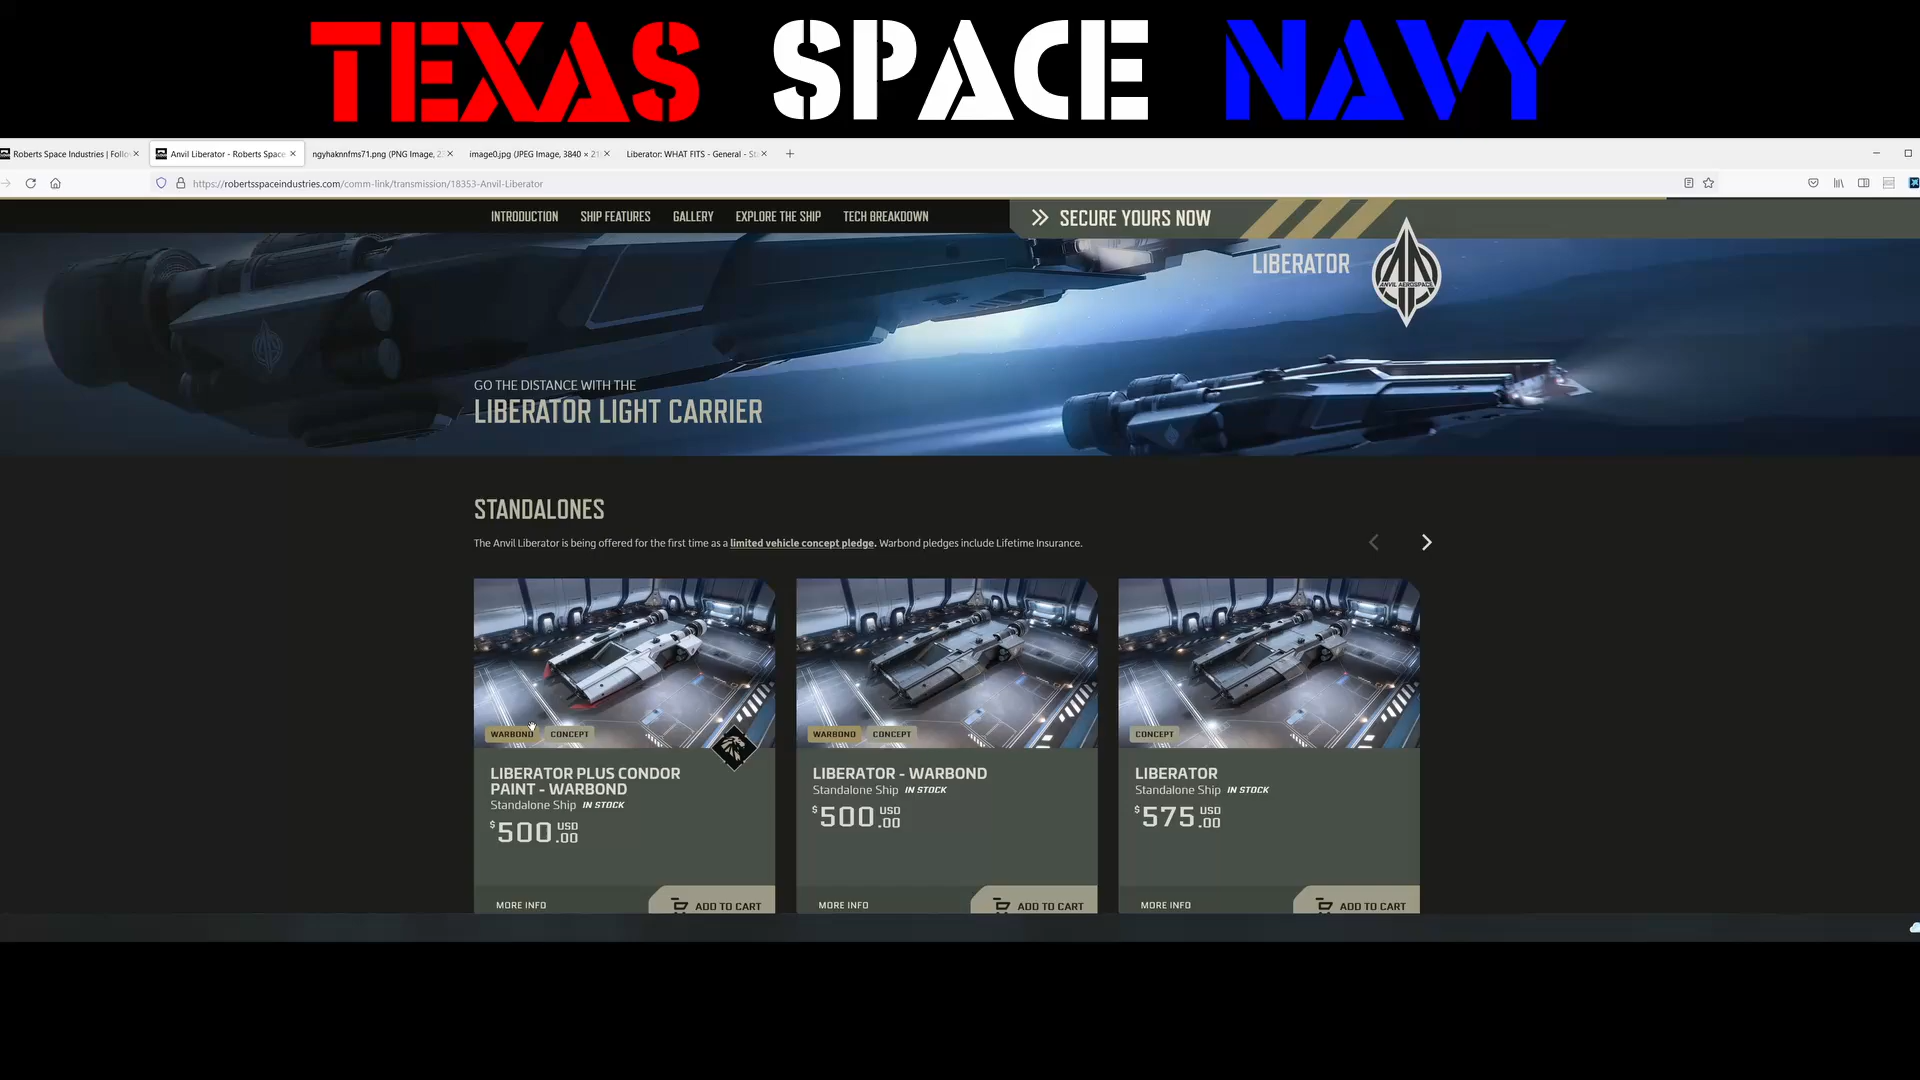 TEXAS SPACE NAVY
Roberts Space Industries | Follo
Anvil Liberator - Roberts Space
ngyhaknnfms71.png (PNG Image, 2
image0.jpg (JPEG Image, 3840 × 21
Liberator: WHAT FITS - General - St
https://robertsspaceindustries.com/comm-link/transmission/18353-Anvil-Liberator
INTRODUCTION
SHIP FEATURES
GALLERY
EXPLORE THE SHIP
TECH BREAKDOWN
SECURE YOURS NOW
LIBERATOR
ANVIL AEROSPACE
GO THE DISTANCE WITH THE
LIBERATOR LIGHT CARRIER
STANDALONES
The Anvil Liberator is being offered for the first time as a limited vehicle concept pledge. Warbond pledges include Lifetime Insurance.
WARBOND CONCEPT
LIBERATOR PLUS CONDOR
PAINT - WARBOND
Standalone Ship IN STOCK
$500 USD .00
MORE INFO
ADD TO CART
WARBOND CONCEPT
LIBERATOR - WARBOND
Standalone Ship IN STOCK
$500 USD .00
MORE INFO
ADD TO CART
CONCEPT
LIBERATOR
Standalone Ship IN STOCK
$575 USD .00
MORE INFO
ADD TO CART